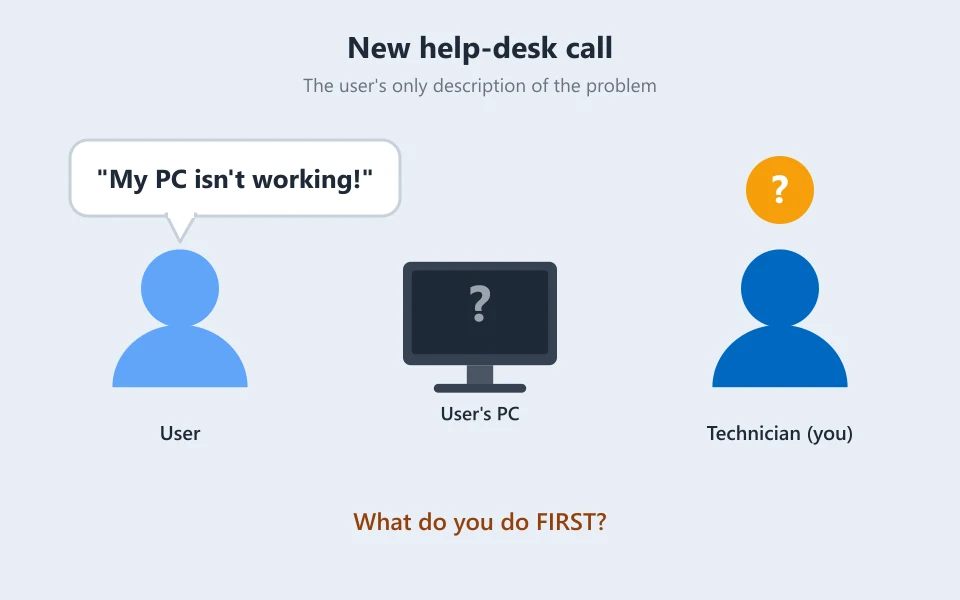 New help-desk call
The user's only description of the problem
"My PC isn't working!"
?
?
User's PC
User
Technician (you)
What do you do FIRST?